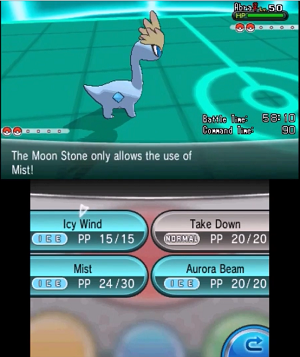 Lv.50
HP
Battle Time: 58:10
Command Time: 90
The Moon Stone only allows the use of
Mist!
Icy Wind
ICE PP 15/15
Take Down
NORMAL PP 20/20
Mist
ICE PP 24/30
Aurora Beam
ICE PP 20/20